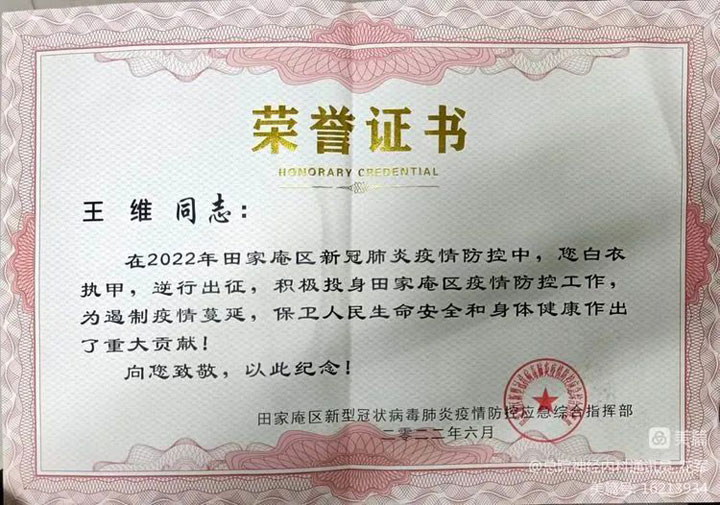 荣誉证书
HONORARY CREDENTIAL
王维同志：
在2022年田家庵区新冠肺炎疫情防控中，您白衣
执甲，逆行出征，积极投身田家庵区疫情防控工作，
为遏制疫情蔓延，保卫人民生命安全和身体健康作出
了重大贡献！
向您致敬，以此纪念！
田家庵区新型冠状病毒肺炎疫情防控应急综合指挥部
二零二二年六月
美篇